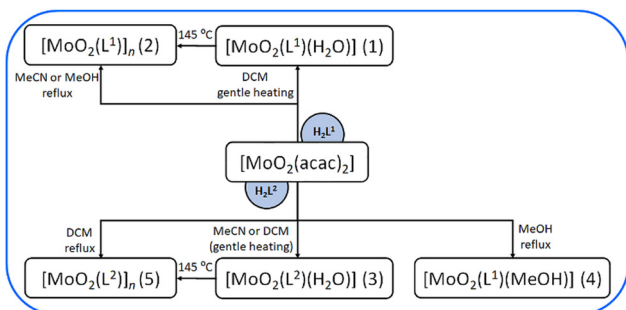 [MoO₂(L¹)]ₙ (2)
145 °C
[MoO₂(L¹)(H₂O)] (1)
MeCN or MeOH
reflux
DCM
gentle heating
H₂L¹
[MoO₂(acac)₂]
H₂L²
DCM
reflux
MeCN or DCM
(gentle heating)
MeOH
reflux
[MoO₂(L²)]ₙ (5)
145 °C
[MoO₂(L²)(H₂O)] (3)
[MoO₂(L¹)(MeOH)] (4)